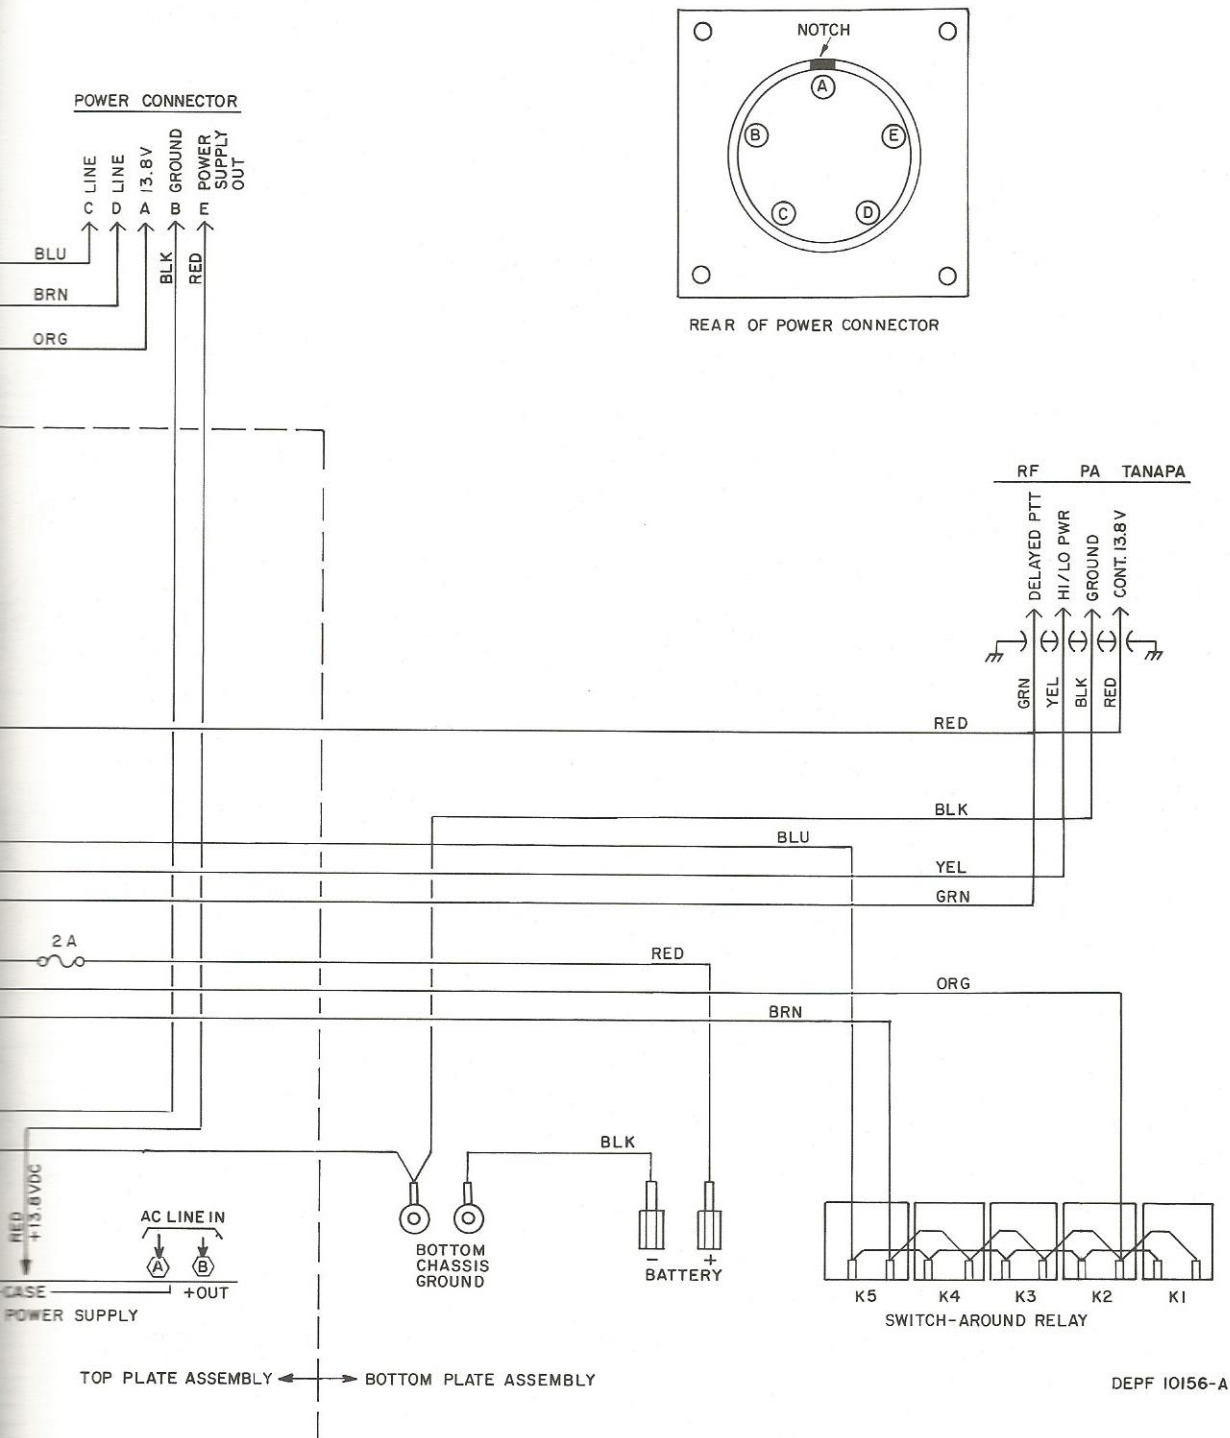 NOTCH
A
B
E
C
D
REAR OF POWER CONNECTOR
POWER CONNECTOR
C LINE
D LINE
A 13.8V
B GROUND
E POWER SUPPLY OUT
BLU
BRN
ORG
BLK
RED
RF PA TANAPA
DELAYED PTT
HI/LO PWR
GROUND
CONT. 13.8V
GRN
YEL
BLK
RED
RED
BLK
BLU
YEL
GRN
2A
RED
ORG
BRN
BLK
RED
+13.8VDC
AC LINE IN
A
B
CASE
+OUT
POWER SUPPLY
BOTTOM
CHASSIS
GROUND
- +
BATTERY
K5 K4 K3 K2 K1
SWITCH-AROUND RELAY
TOP PLATE ASSEMBLY
BOTTOM PLATE ASSEMBLY
DEPF 10156-A